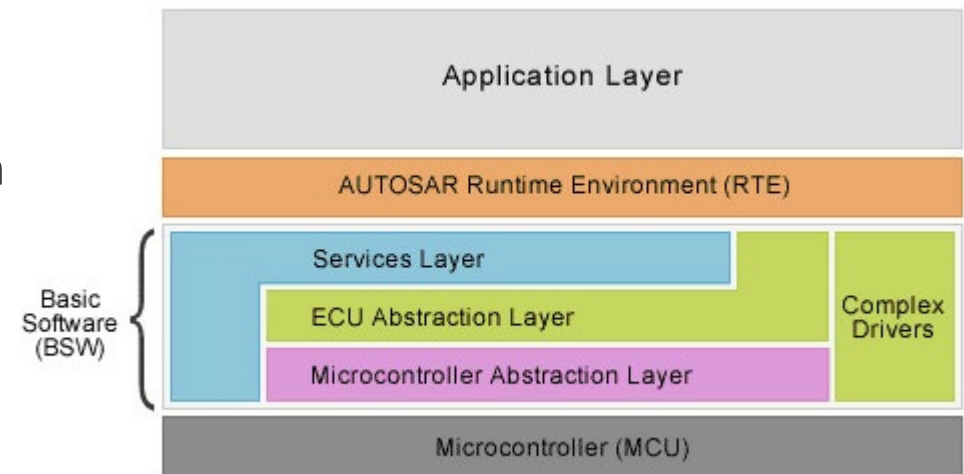 Application Layer
AUTOSAR Runtime Environment (RTE)
Services Layer
ECU Abstraction Layer
Microcontroller Abstraction Layer
Complex
Drivers
Basic
Software
(BSW)
Microcontroller (MCU)